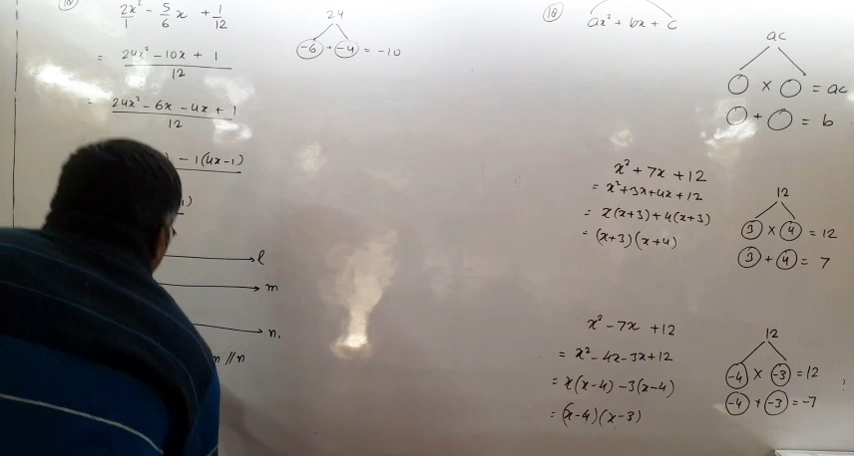 2x²/1 - 5/6 x + 1/12
= 24x² - 10x + 1 / 12
= 24x² - 6x - 4x + 1 / 12
- 1(4x-1)
l
m
n.
m // n
24
-6 + -4 = -10
ax² + bx + c
ac
○ × ○ = ac
○ + ○ = b
x² + 7x + 12
= x² + 3x + 4x + 12
= x(x+3) + 4(x+3)
= (x+3)(x+4)
12
3 × 4 = 12
3 + 4 = 7
x² - 7x + 12
= x² - 4x - 3x + 12
= x(x-4) - 3(x-4)
= (x-4)(x-3)
12
-4 × -3 = 12
-4 + -3 = -7